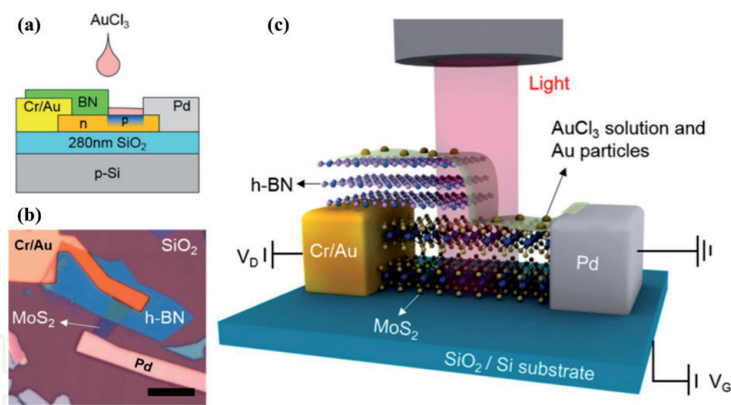 (a)
AuCl3
Cr/Au
BN
Pd
n
p
280nm SiO2
p-Si
(b)
Cr/Au
SiO2
MoS2
h-BN
Pd
(c)
Light
AuCl3 solution and
Au particles
h-BN
VD
Cr/Au
Pd
MoS2
SiO2 / Si substrate
VG